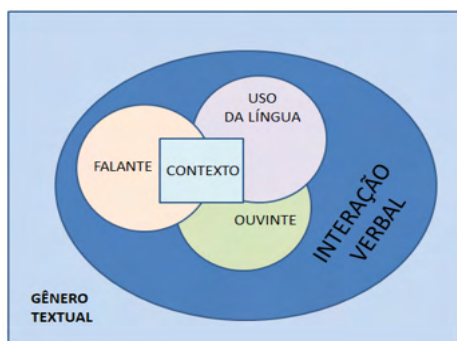 USO
DA LÍNGUA
FALANTE
CONTEXTO
OUVINTE
INTERAÇÃO
VERBAL
GÊNERO
TEXTUAL